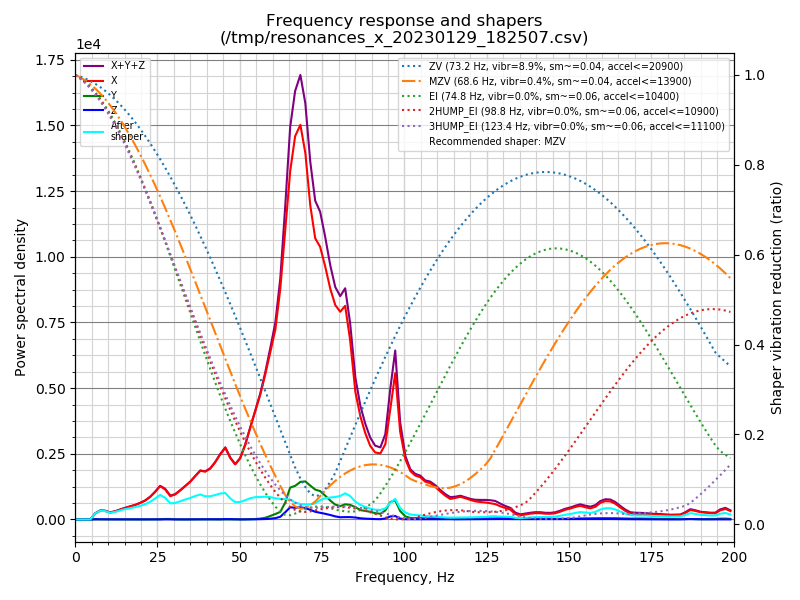 Frequency response and shapers
(/tmp/resonances_x_20230129_182507.csv)
1e4
X+Y+Z
X
Y
Z
After
shaper
ZV (73.2 Hz, vibr=8.9%, sm~=0.04, accel<=20900)
MZV (68.6 Hz, vibr=0.4%, sm~=0.04, accel<=13900)
EI (74.8 Hz, vibr=0.0%, sm~=0.06, accel<=10400)
2HUMP_EI (98.8 Hz, vibr=0.0%, sm~=0.06, accel<=10900)
3HUMP_EI (123.4 Hz, vibr=0.0%, sm~=0.06, accel<=11100)
Recommended shaper: MZV
1.75
1.50
1.25
1.00
0.75
0.50
0.25
0.00
Power spectral density
1.0
0.8
0.6
0.4
0.2
0.0
Shaper vibration reduction (ratio)
0 25 50 75 100 125 150 175 200
Frequency, Hz